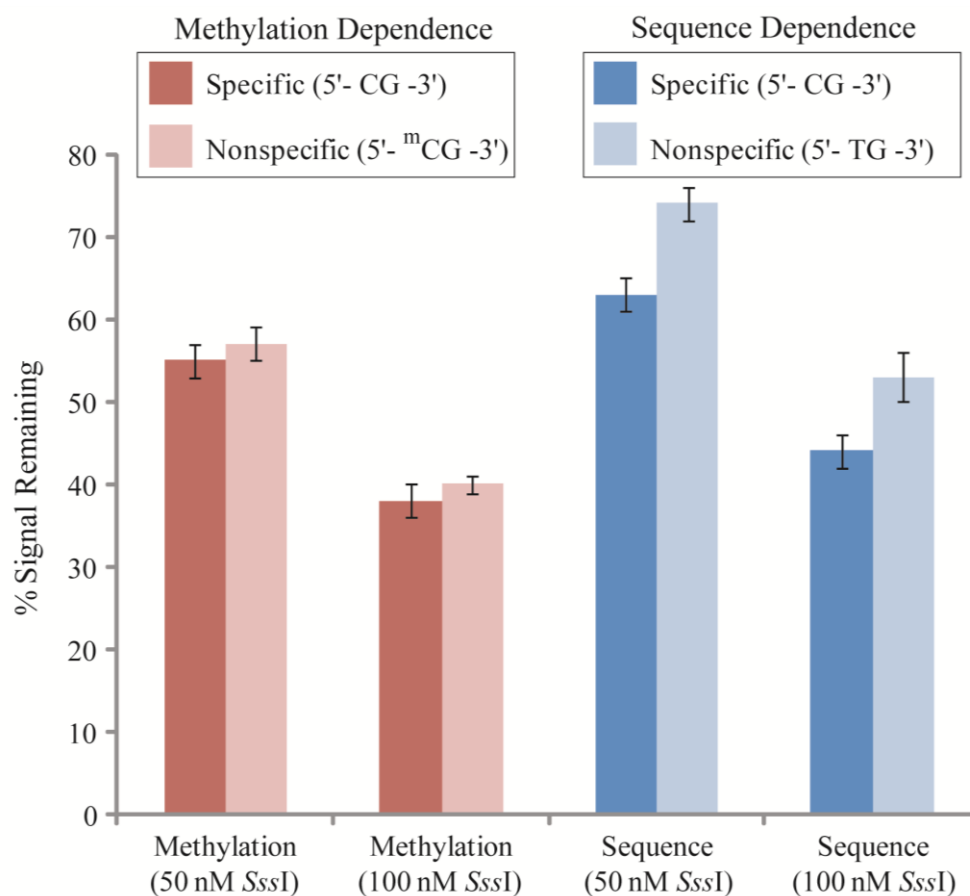 Methylation Dependence
Specific (5'- CG -3')
Nonspecific (5'- ᵐCG -3')
Sequence Dependence
Specific (5'- CG -3')
Nonspecific (5'- TG -3')
% Signal Remaining
80
70
60
50
40
30
20
10
0
Methylation
(50 nM SssI)
Methylation
(100 nM SssI)
Sequence
(50 nM SssI)
Sequence
(100 nM SssI)